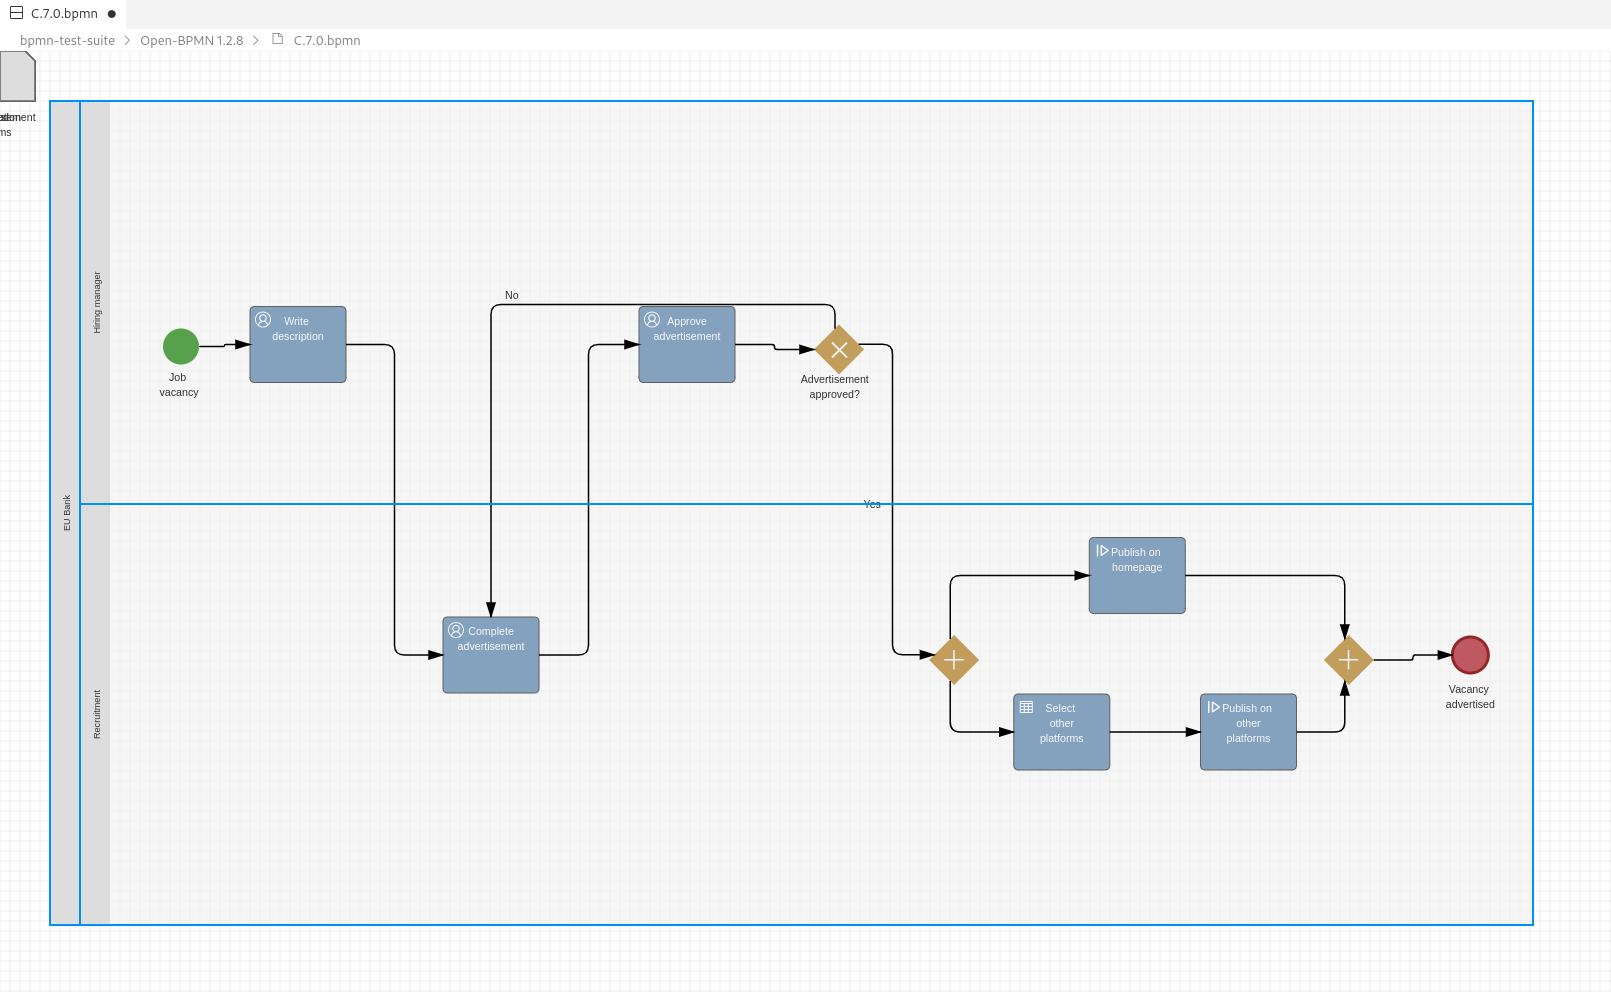 C.7.0.bpmn
bpmn-test-suite
Open-BPMN 1.2.8
C.7.0.bpmn
ms
EU Bank
Hiring manager
Recruitment
Job
vacancy
Write
description
No
Approve
advertisement
Advertisement
approved?
Yes
Complete
advertisement
Publish on
homepage
Select
other
platforms
Publish on
other
platforms
Vacancy
advertised